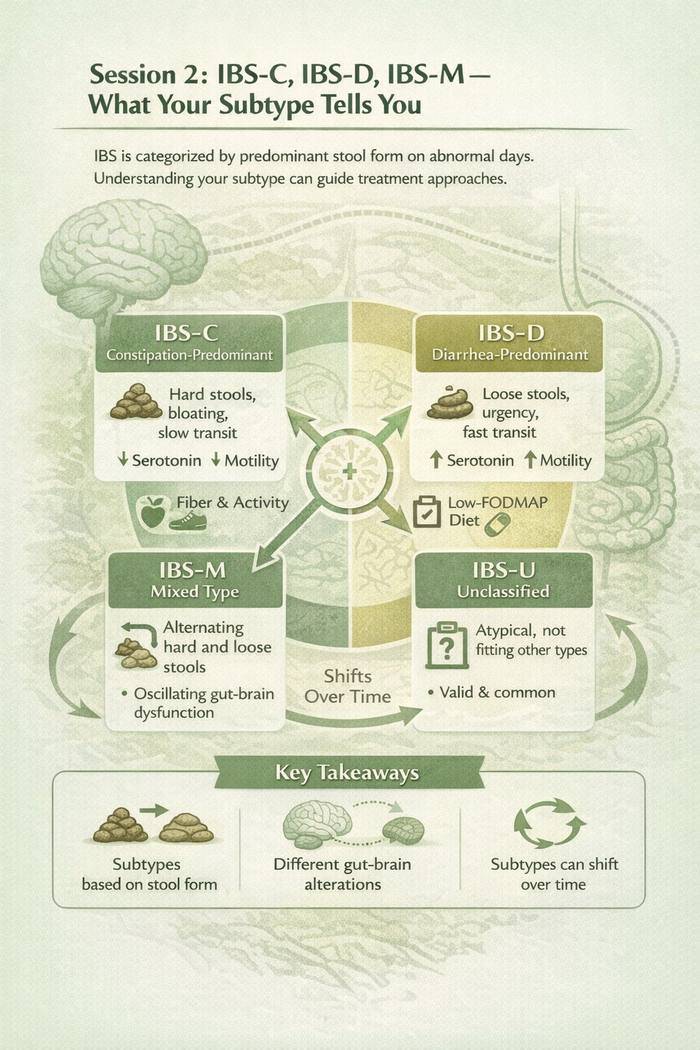 Session 2: IBS-C, IBS-D, IBS-M—
What Your Subtype Tells You
IBS is categorized by predominant stool form on abnormal days.
Understanding your subtype can guide treatment approaches.
IBS-C
Constipation-Predominant
Hard stools,
bloating,
slow transit
↓ Serotonin ↓ Motility
Fiber & Activity
IBS-D
Diarrhea-Predominant
Loose stools,
urgency,
fast transit
↑ Serotonin ↑ Motility
Low-FODMAP
Diet
IBS-M
Mixed Type
Alternating
hard and loose
stools
• Oscillating gut-brain
dysfunction
IBS-U
Unclassified
?
Atypical, not
fitting other types
• Valid & common
Shifts
Over Time
Key Takeaways
Subtypes
based on stool form
Different gut-brain
alterations
Subtypes can shift
over time